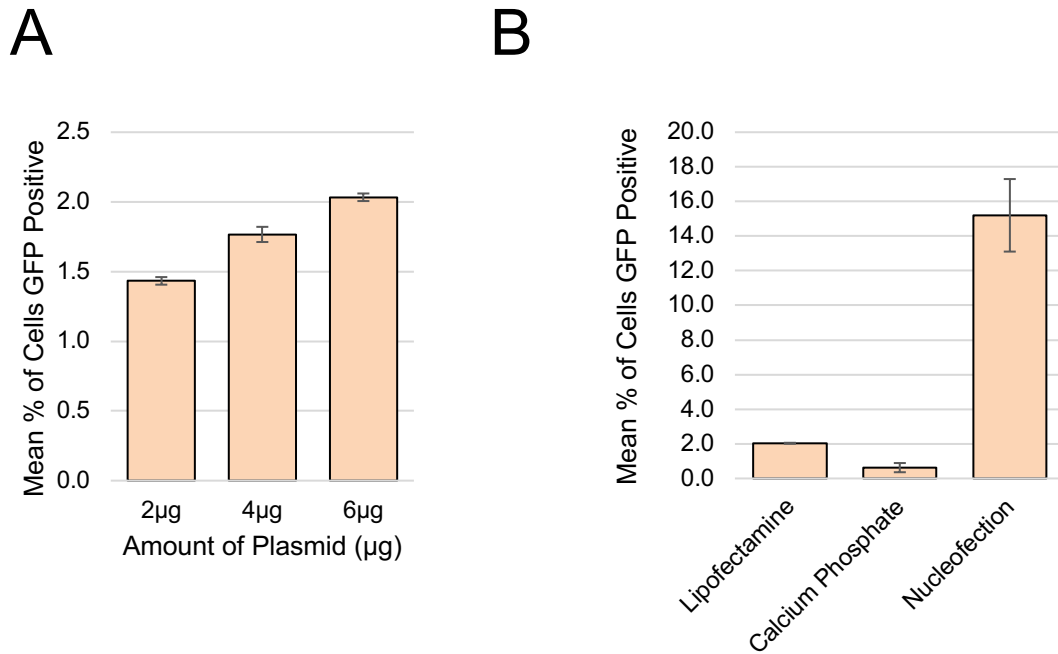 A
B
Mean % of Cells GFP Positive
2.5
2.0
1.5
1.0
0.5
0.0
2µg 4µg 6µg
Amount of Plasmid (µg)
Mean % of Cells GFP Positive
20.0
18.0
16.0
14.0
12.0
10.0
8.0
6.0
4.0
2.0
0.0
Lipofectamine
Calcium Phosphate
Nucleofection